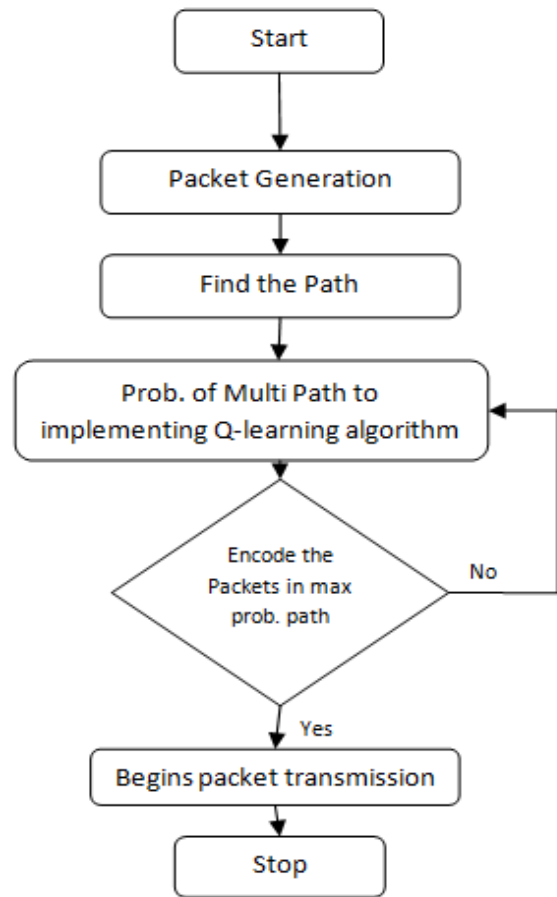 Start
Packet Generation
Find the Path
Prob. of Multi Path to
implementing Q-learning algorithm
Encode the
Packets in max
prob. path
No
Yes
Begins packet transmission
Stop